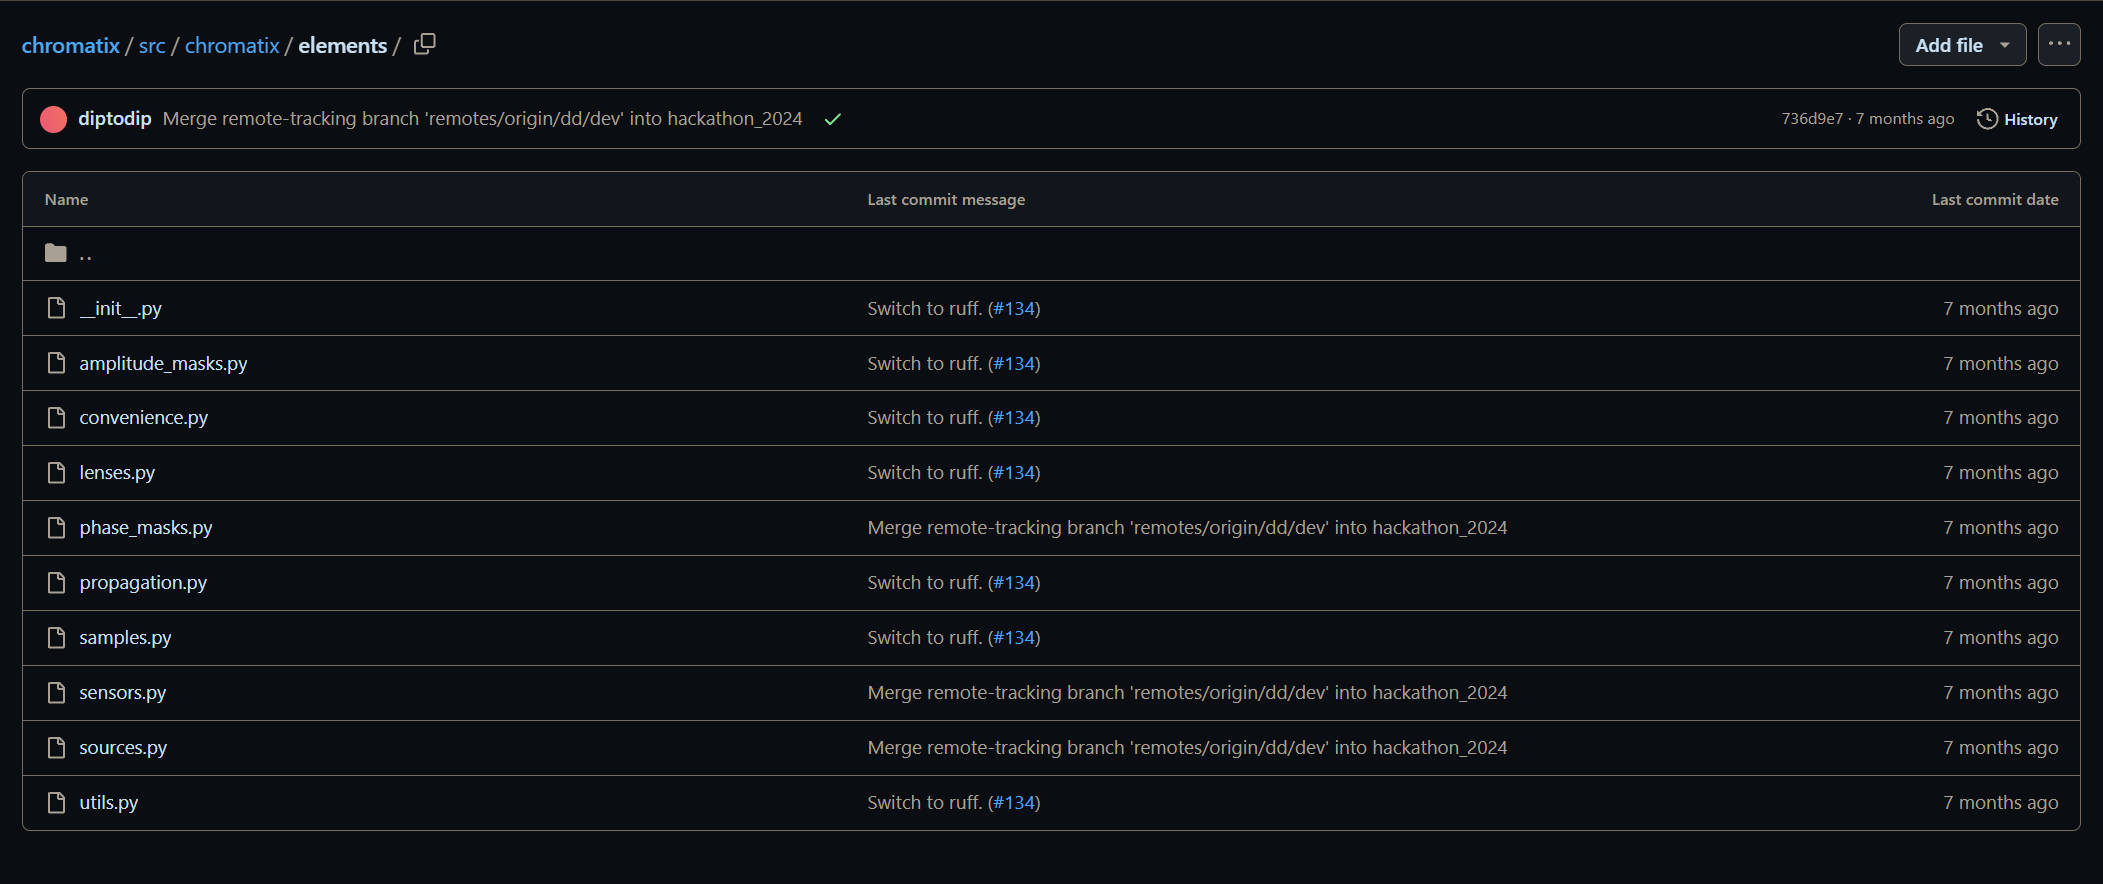 chromatix / src / chromatix / elements /
Add file
diptodip Merge remote-tracking branch 'remotes/origin/dd/dev' into hackathon_2024
736d9e7 · 7 months ago History
Name Last commit message Last commit date
..
__init__.py Switch to ruff. (#134) 7 months ago
amplitude_masks.py Switch to ruff. (#134) 7 months ago
convenience.py Switch to ruff. (#134) 7 months ago
lenses.py Switch to ruff. (#134) 7 months ago
phase_masks.py Merge remote-tracking branch 'remotes/origin/dd/dev' into hackathon_2024 7 months ago
propagation.py Switch to ruff. (#134) 7 months ago
samples.py Switch to ruff. (#134) 7 months ago
sensors.py Merge remote-tracking branch 'remotes/origin/dd/dev' into hackathon_2024 7 months ago
sources.py Merge remote-tracking branch 'remotes/origin/dd/dev' into hackathon_2024 7 months ago
utils.py Switch to ruff. (#134) 7 months ago